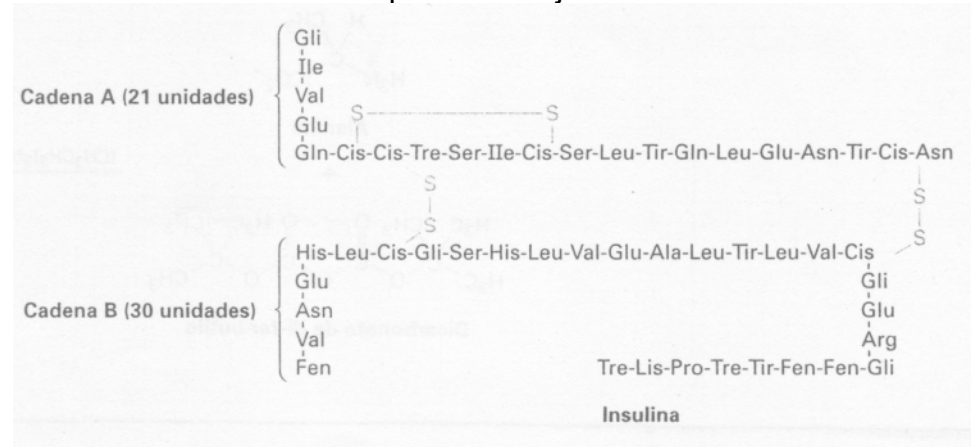 Gli
Ile
Cadena A (21 unidades)
Val
Glu
S
S
Gln-Cis-Cis-Tre-Ser-IIe-Cis-Ser-Leu-Tir-Gln-Leu-Glu-Asn-Tir-Cis-Asn
S
S
S
S
His-Leu-Cis-Gli-Ser-His-Leu-Val-Glu-Ala-Leu-Tir-Leu-Val-Cis
Glu
Gli
Cadena B (30 unidades)
Asn
Glu
Val
Arg
Fen
Tre-Lis-Pro-Tre-Tir-Fen-Fen-Gli
Insulina